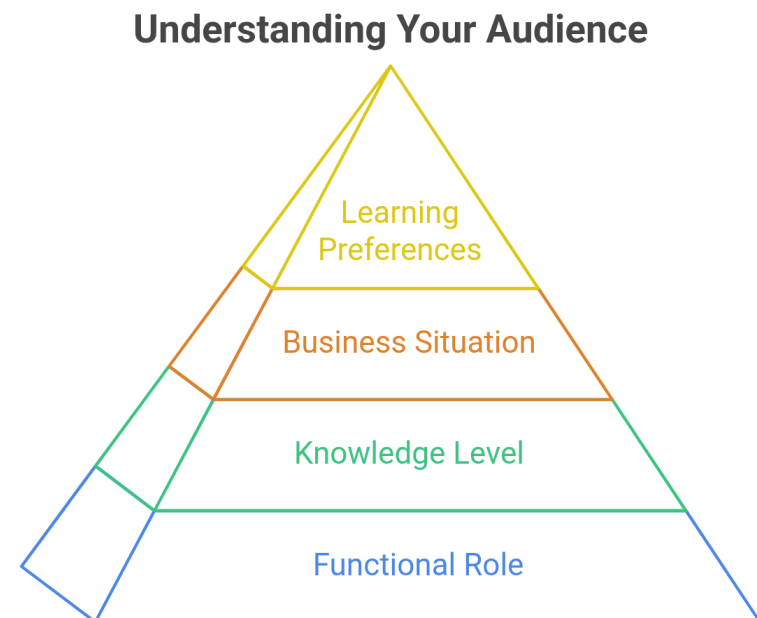 Understanding Your Audience
Learning
Preferences
Business Situation
Knowledge Level
Functional Role